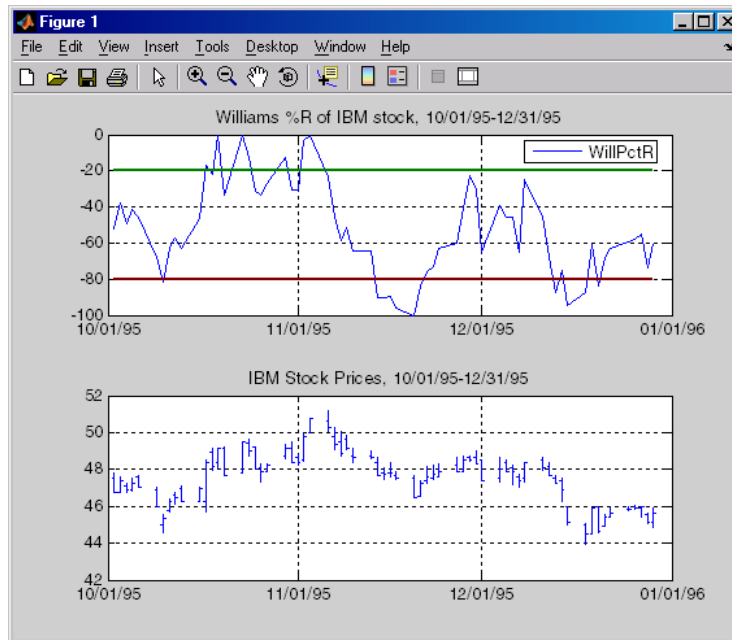 Figure 1
File Edit View Insert Tools Desktop Window Help
Williams %R of IBM stock, 10/01/95-12/31/95
0
WillPctR
-20
-40
-60
-80
-100
10/01/95 11/01/95 12/01/95 01/01/96
IBM Stock Prices, 10/01/95-12/31/95
52
50
48
46
44
42
10/01/95 11/01/95 12/01/95 01/01/96